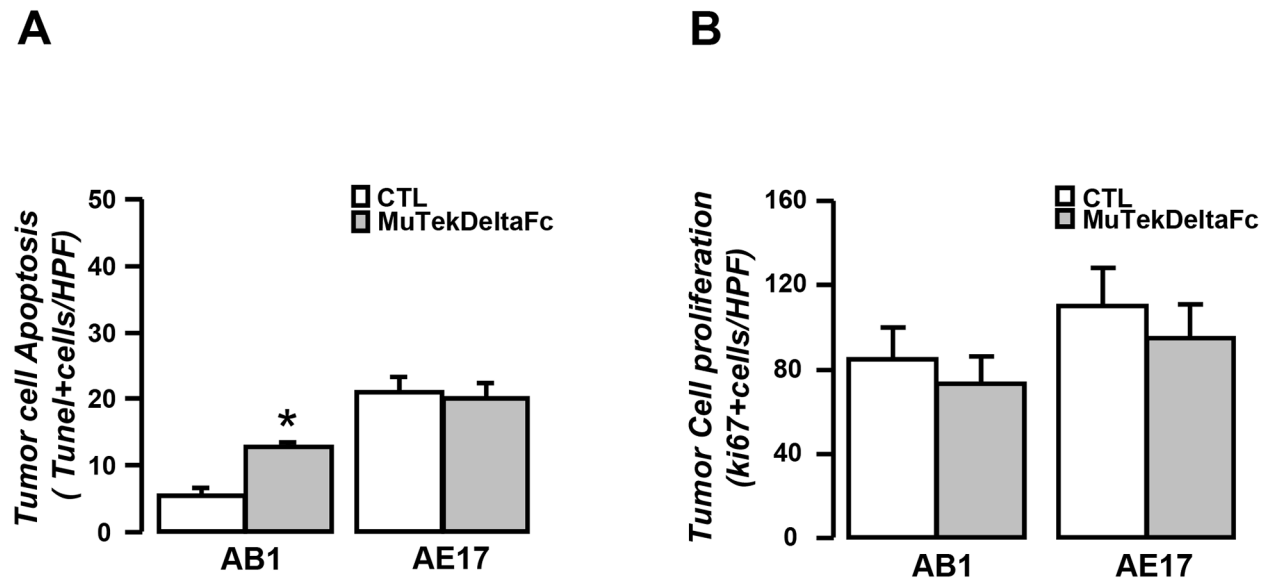 A
Tumor cell Apoptosis
( Tunel+cells/HPF)
50
40
30
20
10
0
CTL
MuTekDeltaFc
*
AB1
AE17
B
Tumor Cell proliferation
(ki67+cells/HPF)
160
120
80
40
0
CTL
MuTekDeltaFc
AB1
AE17